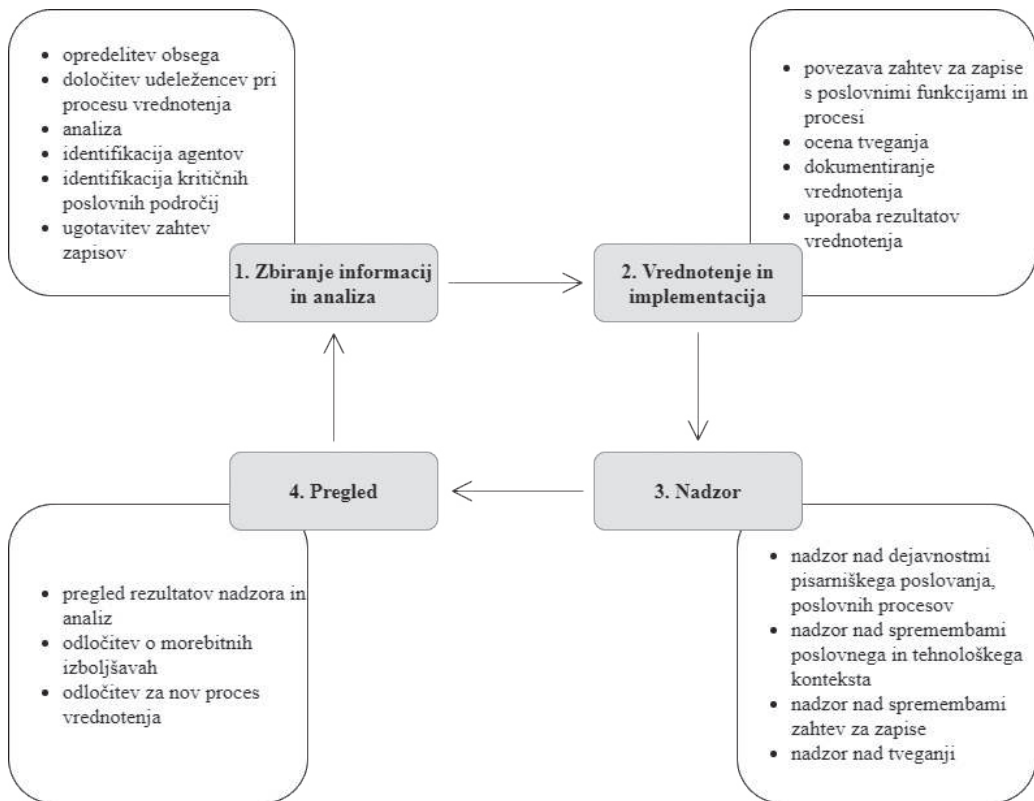 • opredelitev obsega
• določitev udeležencev pri
procesu vrednotenja
• analiza
• identifikacija agentov
• identifikacija kritičnih
poslovnih področij
• ugotavitev zahtev
zapisov
1. Zbiranje informacij
in analiza
• povezava zahtev za zapise
s poslovnimi funkcijami in
procesi
• ocena tveganja
• dokumentiranje
vrednotenja
• uporaba rezultatov
vrednotenja
2. Vrednotenje in
implementacija
3. Nadzor
• nadzor nad dejavnostmi
pisarniškega poslovanja,
poslovnih procesov
• nadzor nad spremembami
poslovnega in tehnološkega
konteksta
• nadzor nad spremembami
zahtev za zapise
• nadzor nad tveganji
4. Pregled
• pregled rezultatov nadzora in
analiz
• odločitev o morebitnih
izboljšavah
• odločitev za nov proces
vrednotenja